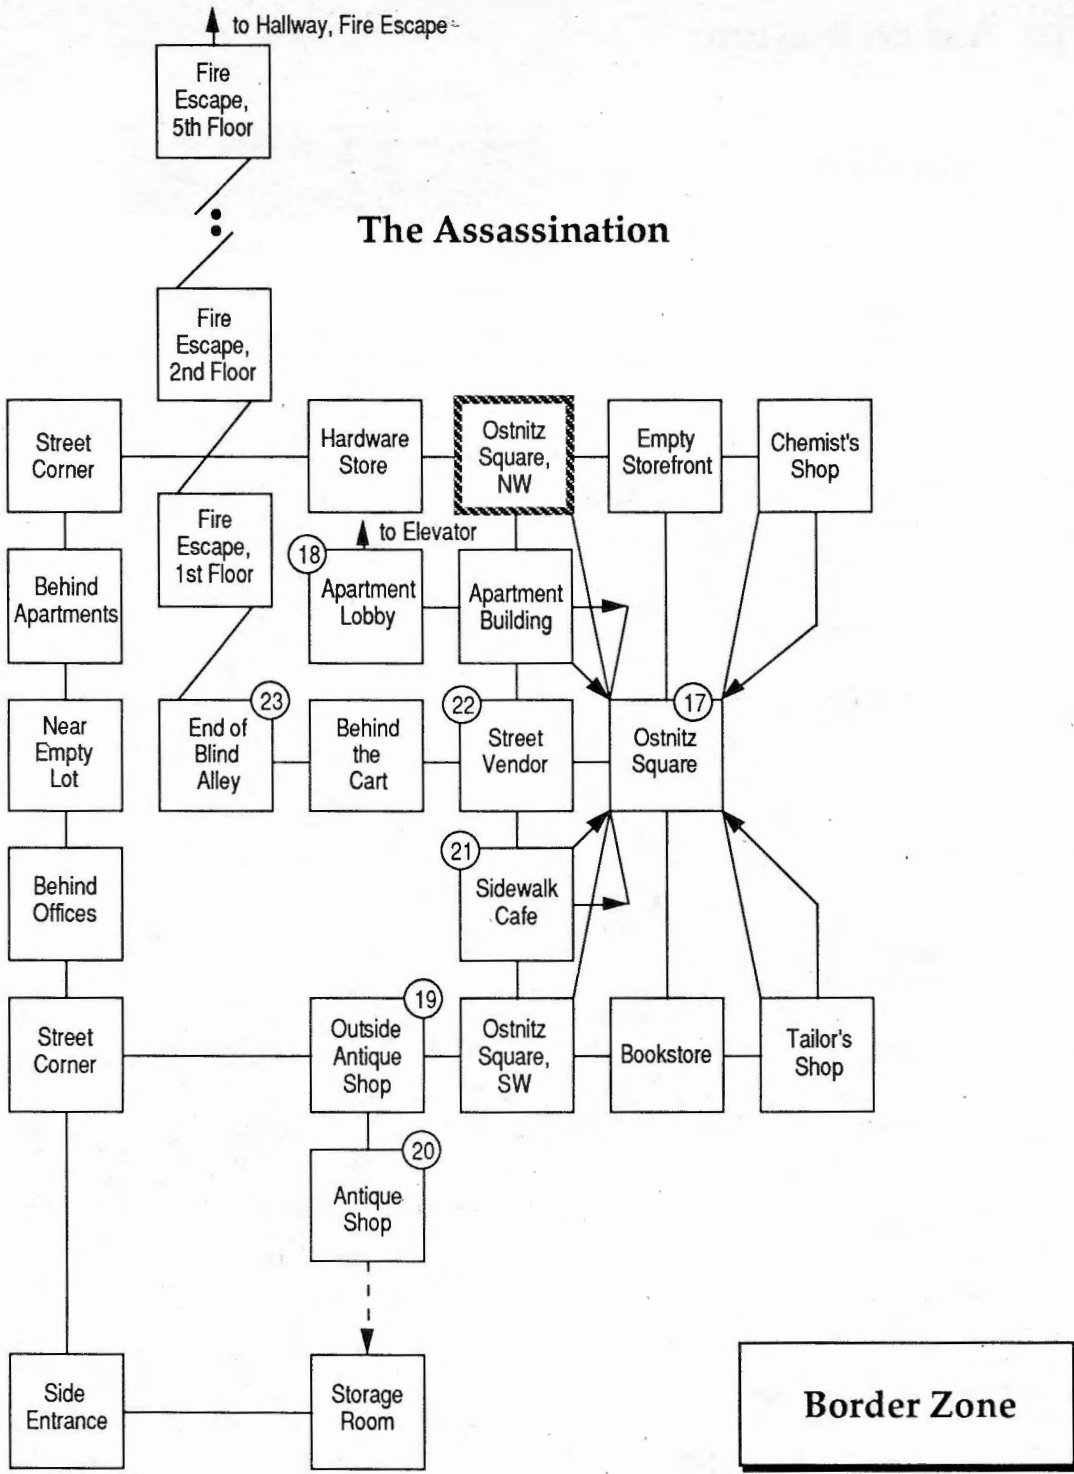 to Hallway, Fire Escape
Fire
Escape,
5th Floor
The Assassination
Fire
Escape,
2nd Floor
Street
Corner
Hardware
Store
Ostnitz
Square,
NW
Empty
Storefront
Chemist's
Shop
to Elevator
Fire
Escape,
1st Floor
18
Behind
Apartments
Apartment
Lobby
Apartment
Building
23
22
17
Near
Empty
Lot
End of
Blind
Alley
Behind
the
Cart
Street
Vendor
Ostnitz
Square
21
Behind
Offices
Sidewalk
Cafe
19
Street
Corner
Outside
Antique
Shop
Ostnitz
Square,
SW
Bookstore
Tailor's
Shop
20
Antique
Shop
Side
Entrance
Storage
Room
Border Zone